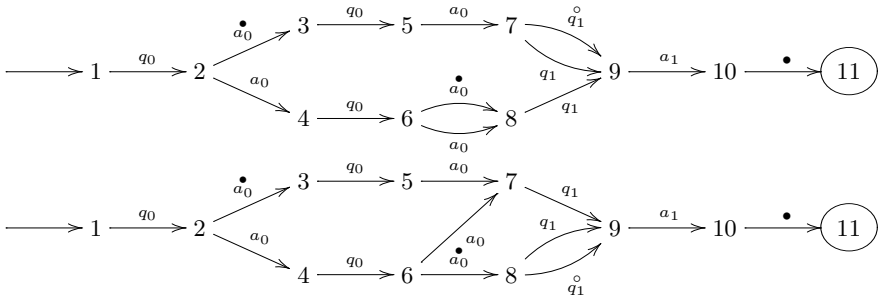 •a₀ 3 q₀ 5 a₀ 7 °q₁
1 q₀ 2 a₀ q₁ 9 a₁ 10 • 11
4 q₀ 6 •a₀ 8 q₁
a₀
•a₀ 3 q₀ 5 a₀ 7 q₁
1 q₀ 2 a₀ a₀ q₁ 9 a₁ 10 • 11
4 q₀ 6 •a₀ 8 °q₁